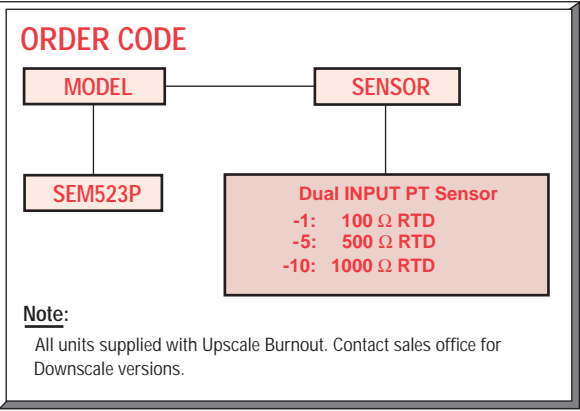 ORDER CODE
MODEL
SENSOR
SEM523P
Dual INPUT PT Sensor
-1: 100 Ω RTD
-5: 500 Ω RTD
-10: 1000 Ω RTD
Note:
All units supplied with Upscale Burnout. Contact sales office for
Downscale versions.